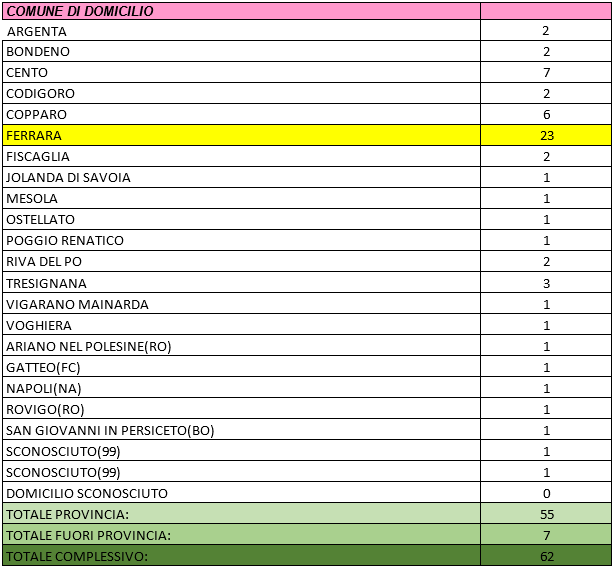 COMUNE DI DOMICILIO
ARGENTA 2
BONDENO 2
CENTO 7
CODIGORO 2
COPPARO 6
FERRARA 23
FISCAGLIA 2
JOLANDA DI SAVOIA 1
MESOLA 1
OSTELLATO 1
POGGIO RENATICO 1
RIVA DEL PO 2
TRESIGNANA 3
VIGARANO MAINARDA 1
VOGHIERA 1
ARIANO NEL POLESINE(RO) 1
GATTEO(FC) 1
NAPOLI(NA) 1
ROVIGO(RO) 1
SAN GIOVANNI IN PERSICETO(BO) 1
SCONOSCIUTO(99) 1
SCONOSCIUTO(99) 1
DOMICILIO SCONOSCIUTO 0
TOTALE PROVINCIA: 55
TOTALE FUORI PROVINCIA: 7
TOTALE COMPLESSIVO: 62